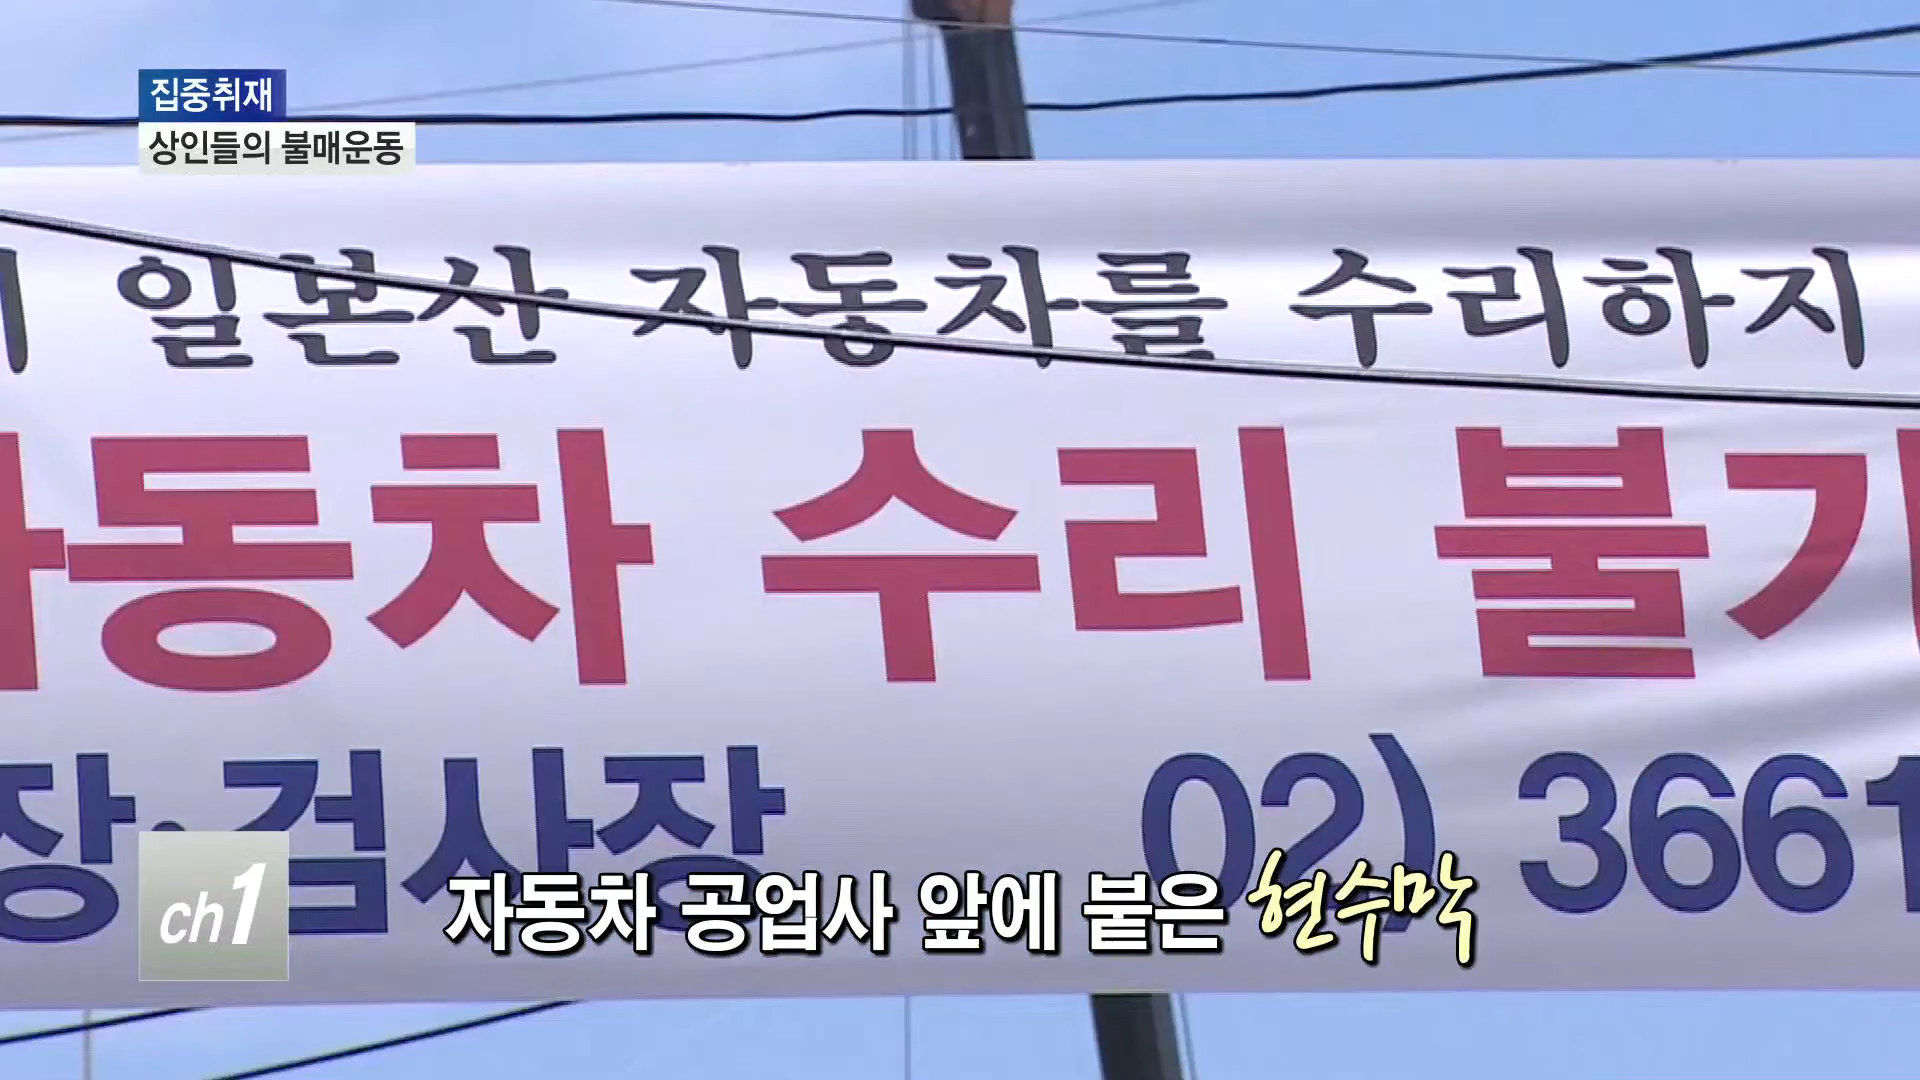 집중취재
상인들의 불매운동
일본산 자동차를 수리하지
자동차 수리 불가
장·검사장 02) 3661
ch1
자동차 공업사 앞에 붙은 현수막